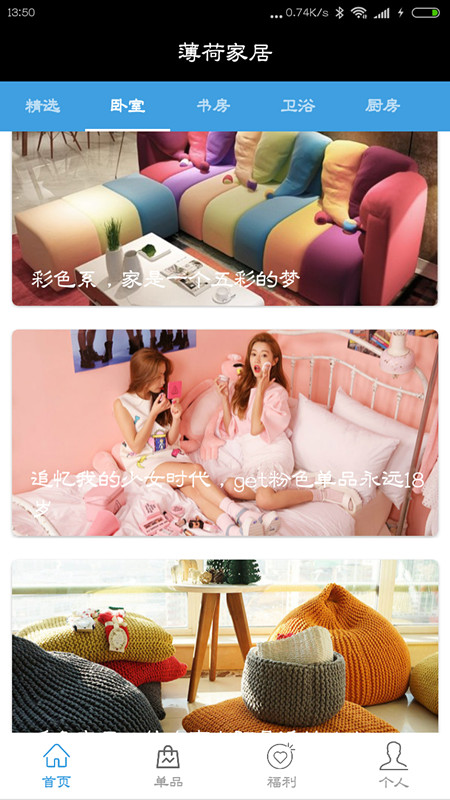 13:50 0.74K/s
薄荷家居
精选 卧室 书房 卫浴 厨房
彩色系，家是一个五彩的梦
追忆我的少女时代，get粉色单品永远18
岁
首页 单品 福利 个人